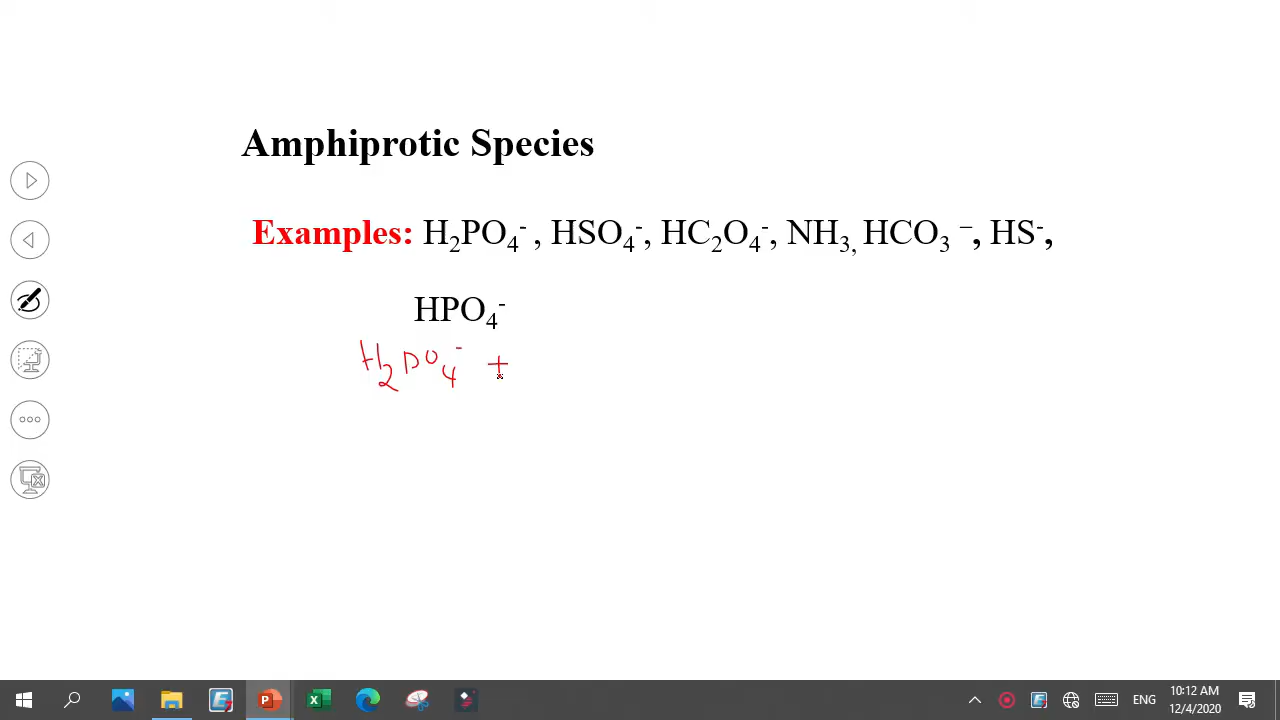 Amphiprotic Species
Examples: H₂PO₄⁻ , HSO₄⁻, HC₂O₄⁻, NH₃, HCO₃ ⁻, HS⁻,
HPO₄⁻
H₂PO₄⁻ +
ENG
10:12 AM
12/4/2020